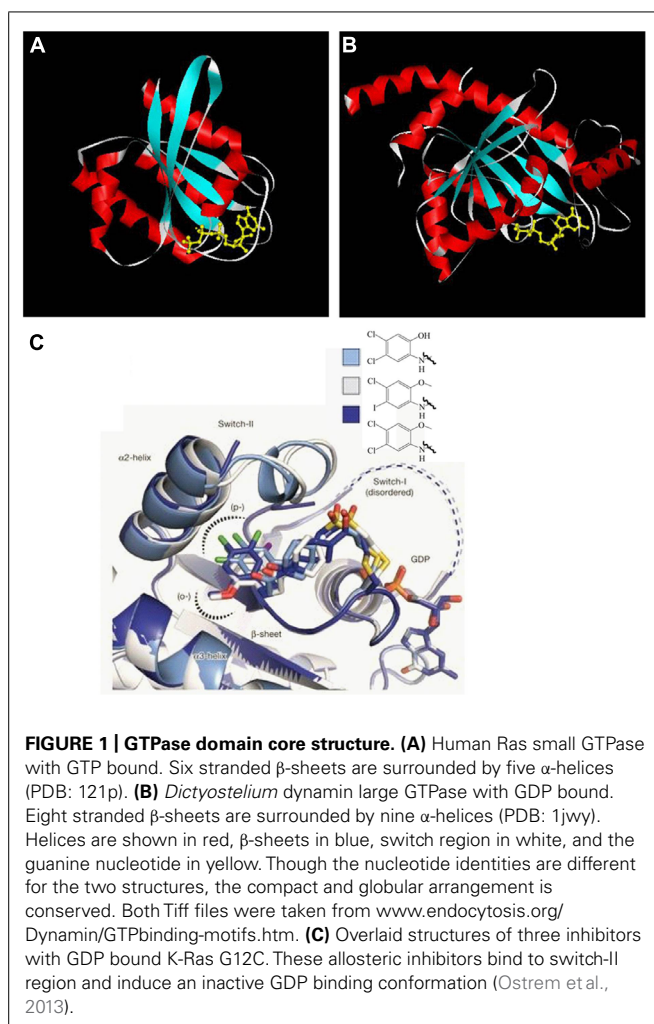 A
B
C
Cl
OH
Cl
N
H
Cl
O
I
N
H
Cl
O
Cl
N
H
Switch-II
α2-helix
Switch-I
(disordered)
(p-)
GDP
(o-)
β-sheet
α3-helix
FIGURE 1 | GTPase domain core structure. (A) Human Ras small GTPase
with GTP bound. Six stranded β-sheets are surrounded by five α-helices
(PDB: 121p). (B) Dictyostelium dynamin large GTPase with GDP bound.
Eight stranded β-sheets are surrounded by nine α-helices (PDB: 1jwy).
Helices are shown in red, β-sheets in blue, switch region in white, and the
guanine nucleotide in yellow. Though the nucleotide identities are different
for the two structures, the compact and globular arrangement is
conserved. Both Tiff files were taken from www.endocytosis.org/
Dynamin/GTPbinding-motifs.htm. (C) Overlaid structures of three inhibitors
with GDP bound K-Ras G12C. These allosteric inhibitors bind to switch-II
region and induce an inactive GDP binding conformation (Ostrem et al.,
2013).